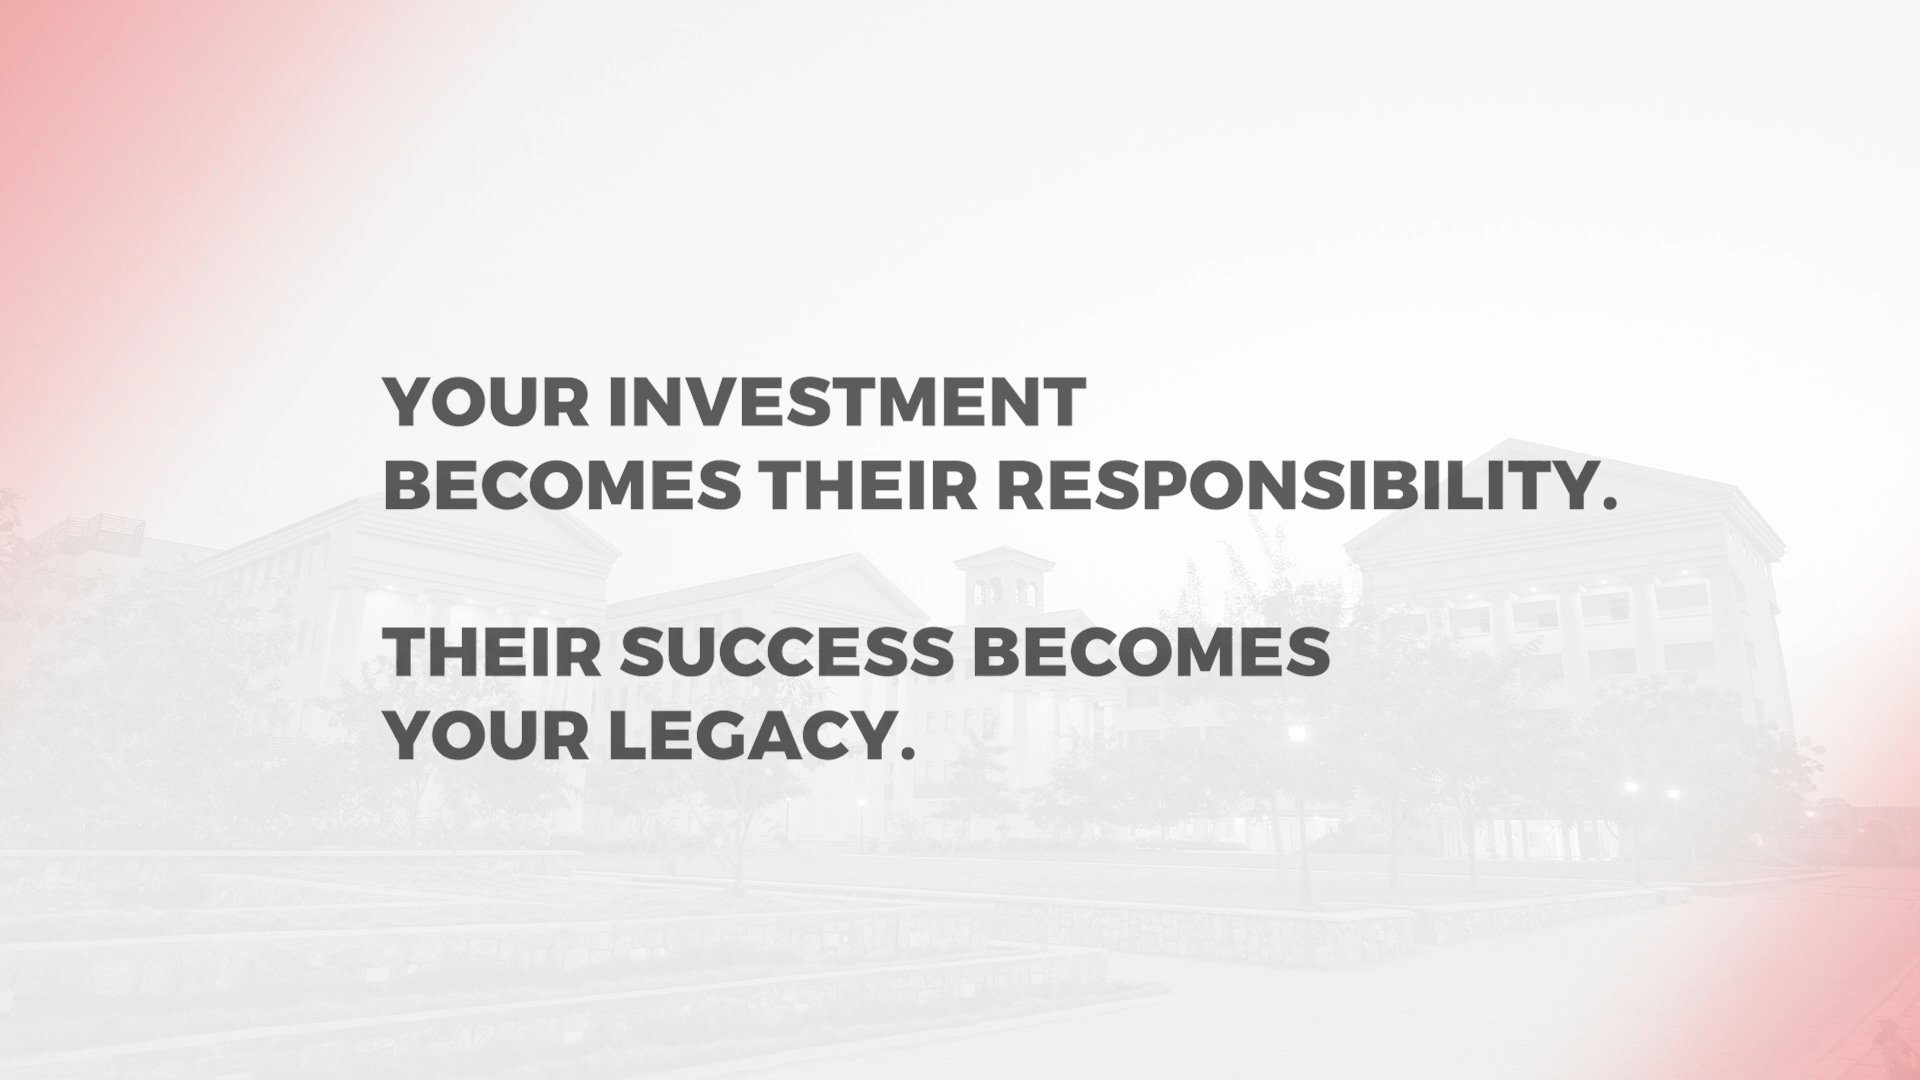 YOUR INVESTMENT
BECOMES THEIR RESPONSIBILITY.
THEIR SUCCESS BECOMES
YOUR LEGACY.